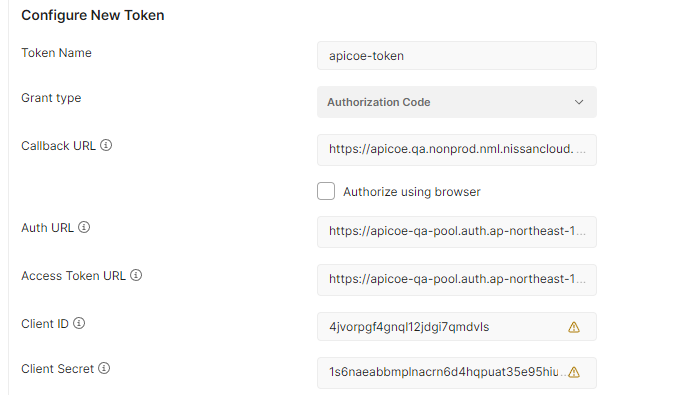 Configure New Token
Token Name
apicoe-token
Grant type
Authorization Code
Callback URL
https://apicoe.qa.nonprod.nml.nissancloud. ...
Authorize using browser
Auth URL
https://apicoe-qa-pool.auth.ap-northeast-1...
Access Token URL
https://apicoe-qa-pool.auth.ap-northeast-1...
Client ID
4jvorpgf4gnql12jdgi7qmdvls
Client Secret
1s6naeabbmplnacrn6d4hqpuat35e95hiu...